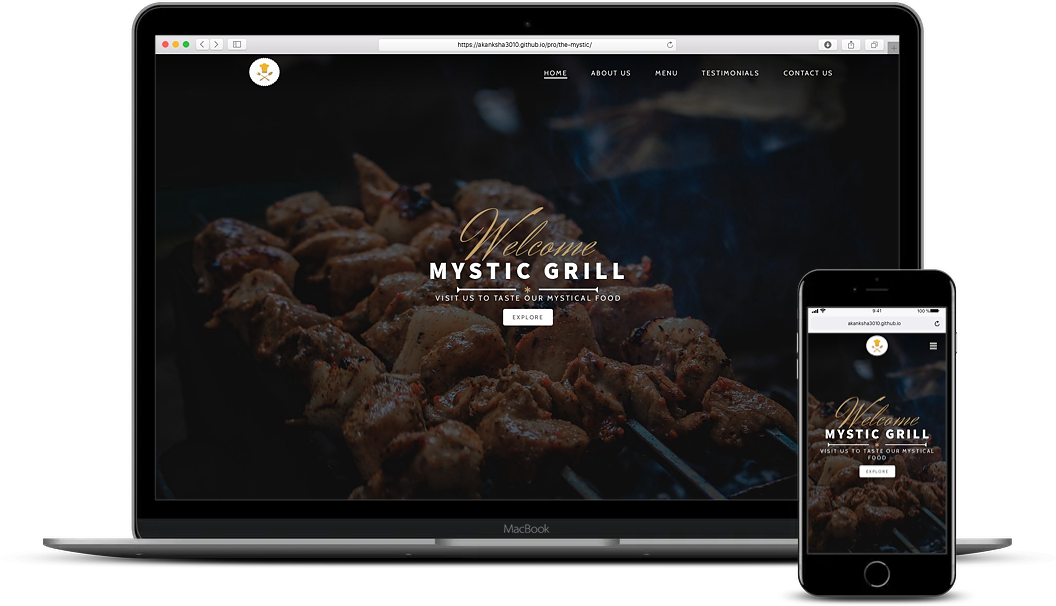 https://akanksha3010.github.io/pro/the-mystic/
HOME ABOUT US MENU TESTIMONIALS CONTACT US
Welcome
MYSTIC GRILL
VISIT US TO TASTE OUR MYSTICAL FOOD
EXPLORE
MacBook
9:41 100 %
akanksha3010.github.io
Welcome
MYSTIC GRILL
VISIT US TO TASTE OUR MYSTICAL
FOOD
EXPLORE